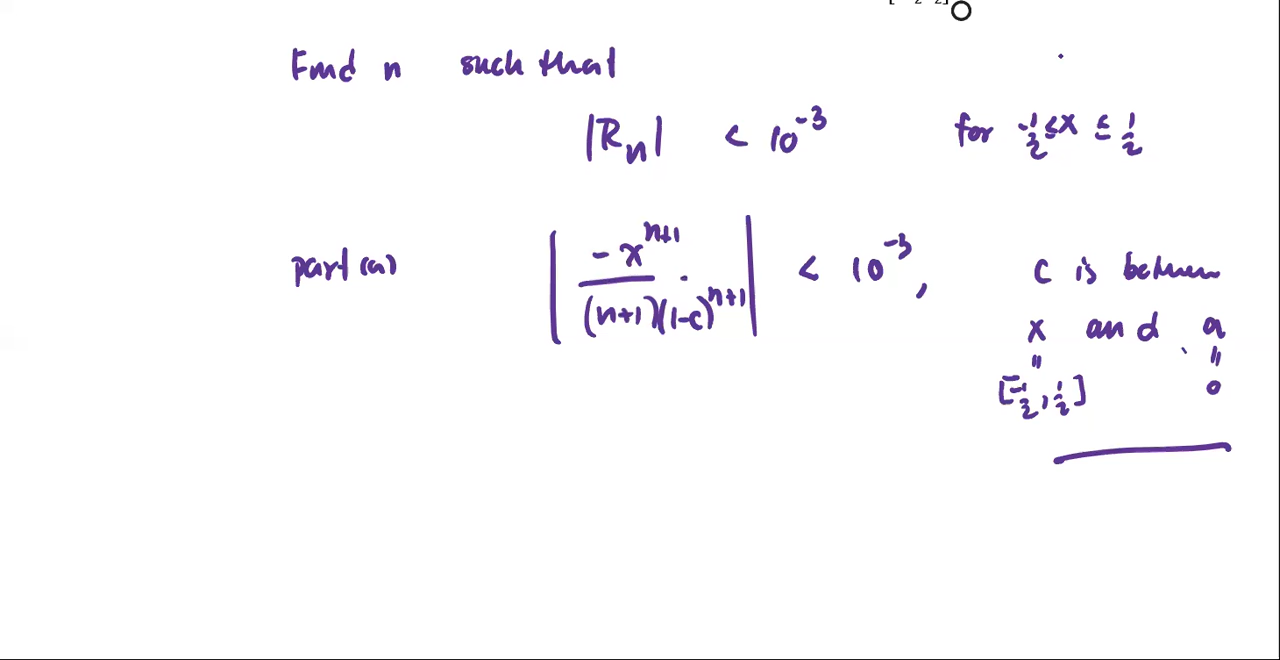 Find n such that
|Rₙ| < 10⁻³ for -1/2 ≤ x ≤ 1/2
part (a) | -x^(n+1) / ((n+1)(1-c)^(n+1)) | < 10⁻³, c is between
x and a
" "
[-1/2, 1/2] 0